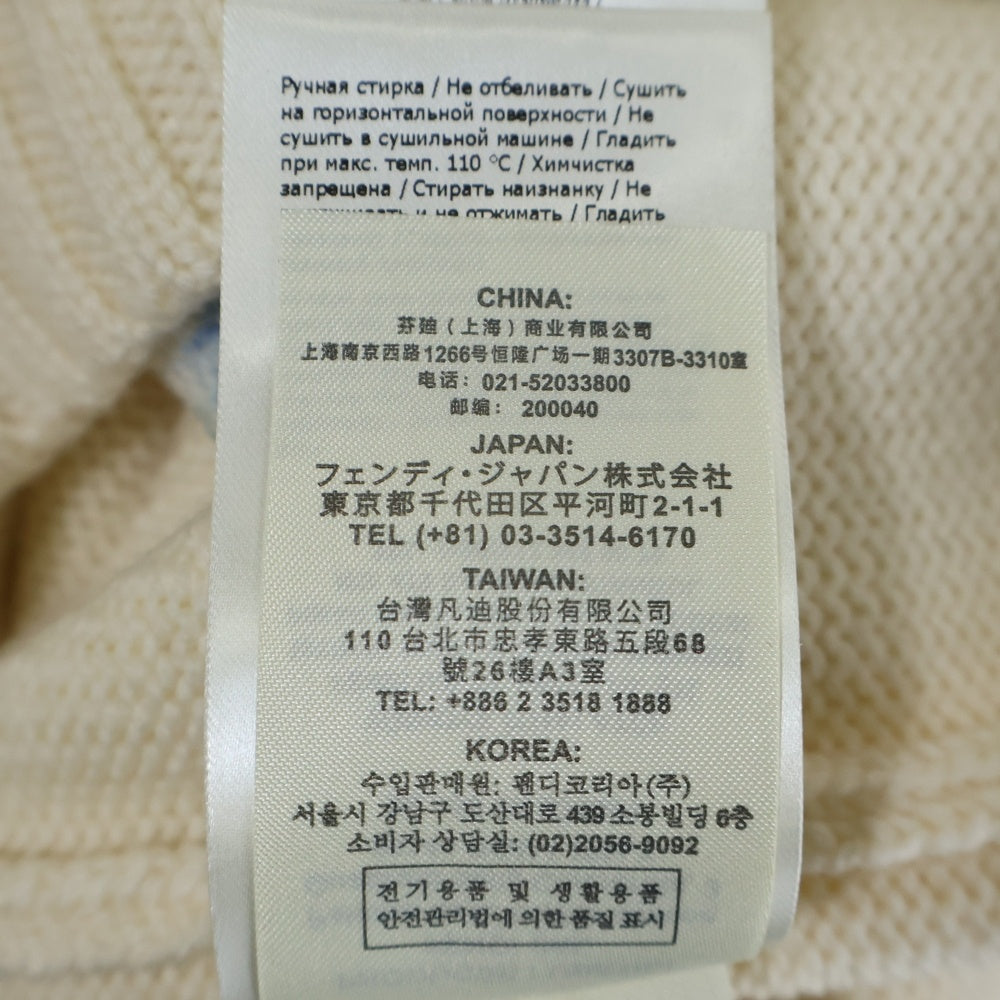 Ручная стирка / Не отбеливать / Сушить
на горизонтальной поверхности / Не
сушить в сушильной машине / Гладить
при макс. темп. 110 °C / Химчистка
запрещена / Стирать наизнанку / Не
и не отжимать / Гладить
CHINA:
芬迪（上海）商业有限公司
上海南京西路1266号恒隆广场一期3307B-3310室
电话： 021-52033800
邮编： 200040
JAPAN:
フェンディ・ジャパン株式会社
東京都千代田区平河町2-1-1
TEL (+81) 03-3514-6170
TAIWAN:
台灣凡迪股份有限公司
110 台北市忠孝東路五段68
號26樓A3室
TEL: +886 2 3518 1888
KOREA:
수입판매원: 펜디코리아(주)
서울시 강남구 도산대로 439 소봉빌딩 6층
소비자 상담실: (02)2056-9092
전기용품 및 생활용품
안전관리법에 의한 품질 표시